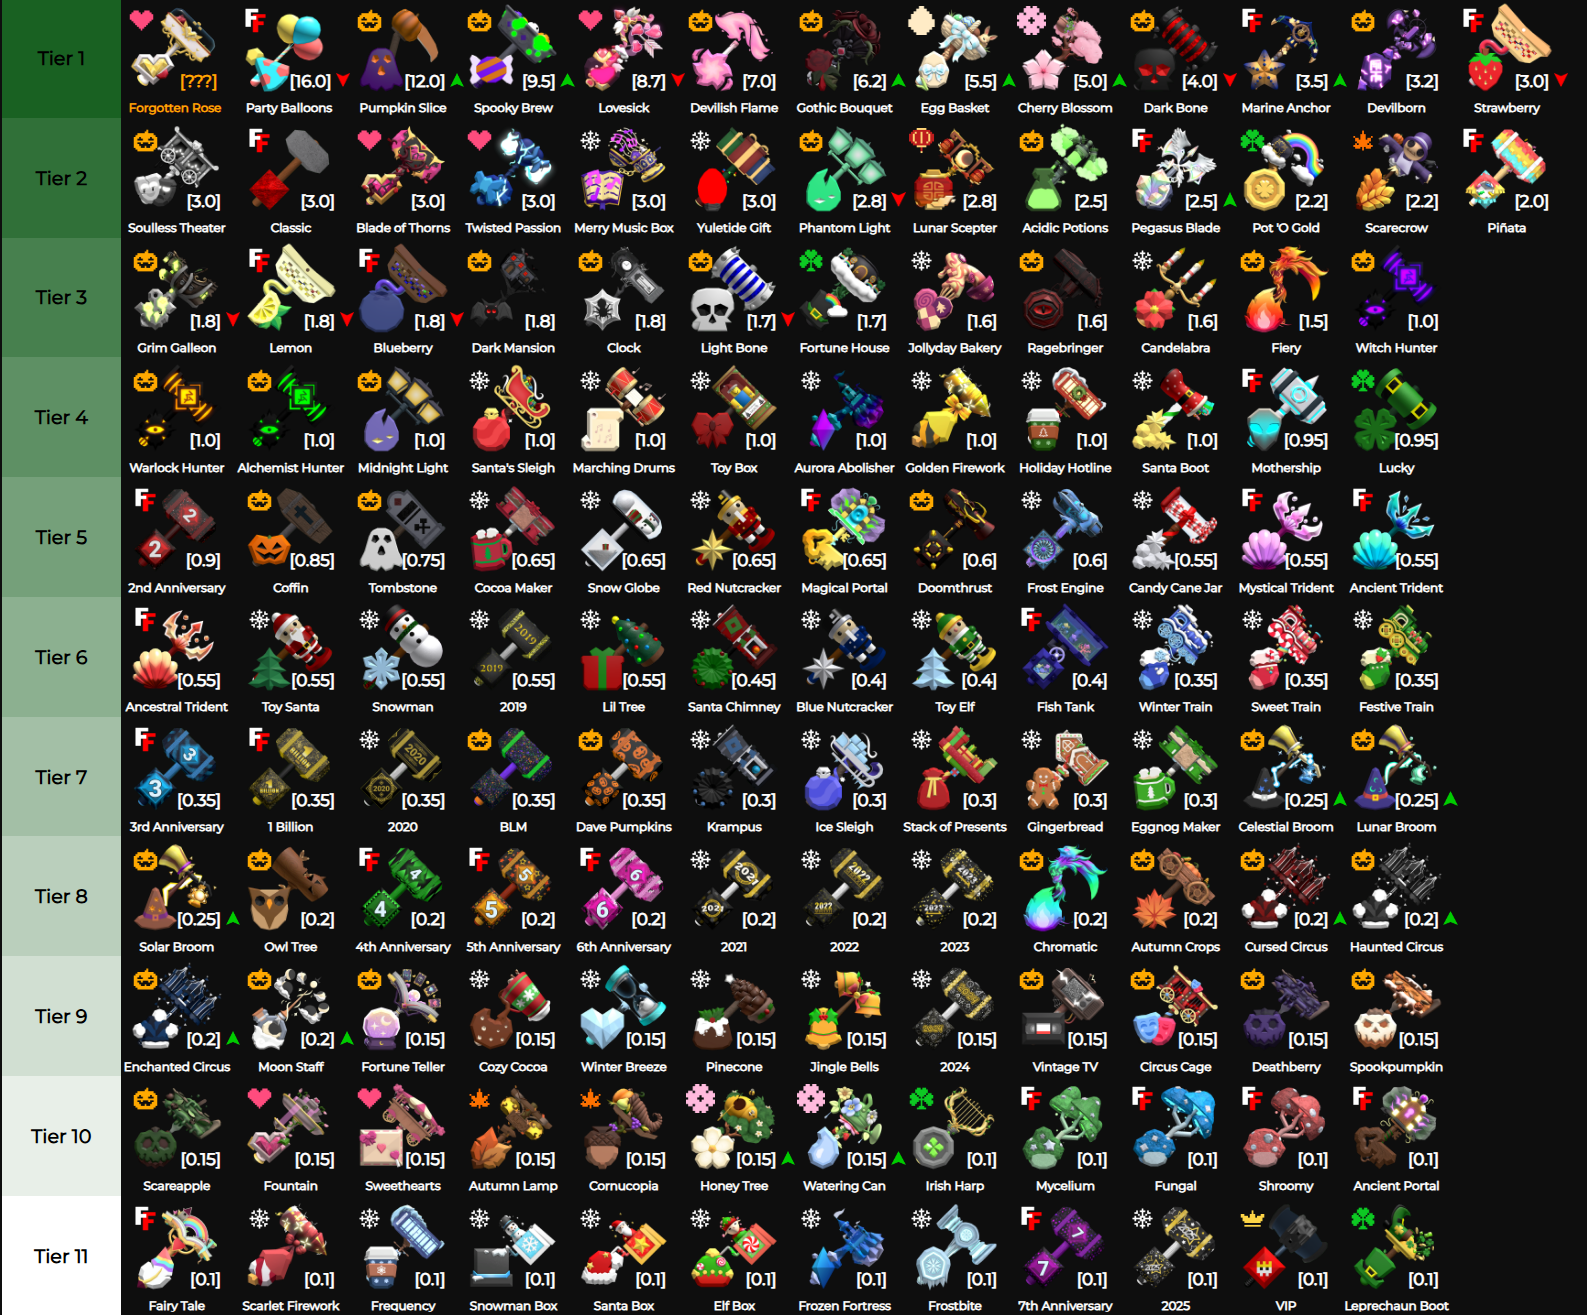 Tier 1
[???] [16.0] [12.0] [9.5] [8.7] [7.0] [6.2] [5.5] [5.0] [4.0] [3.5] [3.2] [3.0]
Forgotten Rose Party Balloons Pumpkin Slice Spooky Brew Lovesick Devilish Flame Gothic Bouquet Egg Basket Cherry Blossom Dark Bone Marine Anchor Devilborn Strawberry
Tier 2
[3.0] [3.0] [3.0] [3.0] [3.0] [3.0] [2.8] [2.8] [2.5] [2.5] [2.2] [2.2] [2.0]
Soulless Theater Classic Blade of Thorns Twisted Passion Merry Music Box Yuletide Gift Phantom Light Lunar Scepter Acidic Potions Pegasus Blade Pot 'O Gold Scarecrow Piñata
Tier 3
[1.8] [1.8] [1.8] [1.8] [1.8] [1.7] [1.7] [1.6] [1.6] [1.6] [1.5] [1.0]
Grim Galleon Lemon Blueberry Dark Mansion Clock Light Bone Fortune House Jollyday Bakery Ragebringer Candelabra Fiery Witch Hunter
Tier 4
[1.0] [1.0] [1.0] [1.0] [1.0] [1.0] [1.0] [1.0] [1.0] [1.0] [0.95] [0.95]
Warlock Hunter Alchemist Hunter Midnight Light Santa's Sleigh Marching Drums Toy Box Aurora Abolisher Golden Firework Holiday Hotline Santa Boot Mothership Lucky
Tier 5
[0.9] [0.85] [0.75] [0.65] [0.65] [0.65] [0.65] [0.6] [0.6] [0.55] [0.55] [0.55]
2nd Anniversary Coffin Tombstone Cocoa Maker Snow Globe Red Nutcracker Magical Portal Doomthrust Frost Engine Candy Cane Jar Mystical Trident Ancient Trident
Tier 6
[0.55] [0.55] [0.55] [0.55] [0.55] [0.45] [0.4] [0.4] [0.4] [0.35] [0.35] [0.35]
Ancestral Trident Toy Santa Snowman 2019 Lil Tree Santa Chimney Blue Nutcracker Toy Elf Fish Tank Winter Train Sweet Train Festive Train
Tier 7
[0.35] [0.35] [0.35] [0.35] [0.35] [0.3] [0.3] [0.3] [0.3] [0.3] [0.25] [0.25]
3rd Anniversary 1 Billion 2020 BLM Dave Pumpkins Krampus Ice Sleigh Stack of Presents Gingerbread Eggnog Maker Celestial Broom Lunar Broom
Tier 8
[0.25] [0.2] [0.2] [0.2] [0.2] [0.2] [0.2] [0.2] [0.2] [0.2] [0.2] [0.2]
Solar Broom Owl Tree 4th Anniversary 5th Anniversary 6th Anniversary 2021 2022 2023 Chromatic Autumn Crops Cursed Circus Haunted Circus
Tier 9
[0.2] [0.2] [0.15] [0.15] [0.15] [0.15] [0.15] [0.15] [0.15] [0.15] [0.15] [0.15]
Enchanted Circus Moon Staff Fortune Teller Cozy Cocoa Winter Breeze Pinecone Jingle Bells 2024 Vintage TV Circus Cage Deathberry Spookpumpkin
Tier 10
[0.15] [0.15] [0.15] [0.15] [0.15] [0.15] [0.15] [0.1] [0.1] [0.1] [0.1] [0.1]
Scareapple Fountain Sweethearts Autumn Lamp Cornucopia Honey Tree Watering Can Irish Harp Mycelium Fungal Shroomy Ancient Portal
Tier 11
[0.1] [0.1] [0.1] [0.1] [0.1] [0.1] [0.1] [0.1] [0.1] [0.1] [0.1] [0.1]
Fairy Tale Scarlet Firework Frequency Snowman Box Santa Box Elf Box Frozen Fortress Frostbite 7th Anniversary 2025 VIP Leprechaun Boot